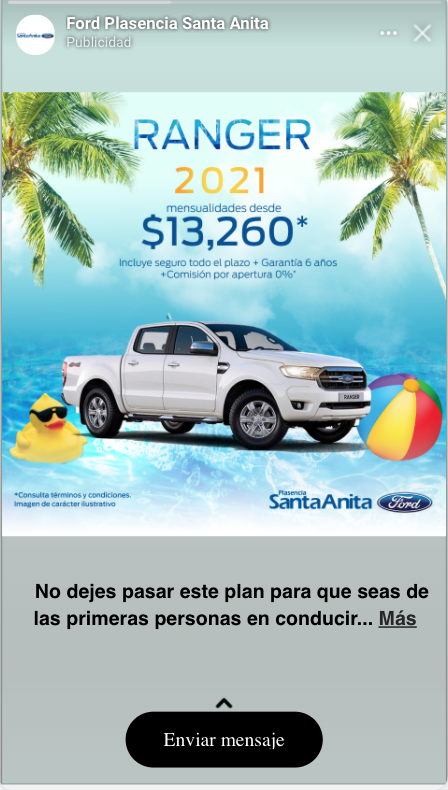 Ford Plasencia Santa Anita
Publicidad
RANGER
2021
mensualidades desde
$13,260*
Incluye seguro todo el plazo + Garantía 6 años
+Comisión por apertura 0%*
4x4
RANGER
*Consulta términos y condiciones.
Imagen de carácter ilustrativo
Plasencia
SantaAnita Ford
No dejes pasar este plan para que seas de
las primeras personas en conducir... Más
Enviar mensaje